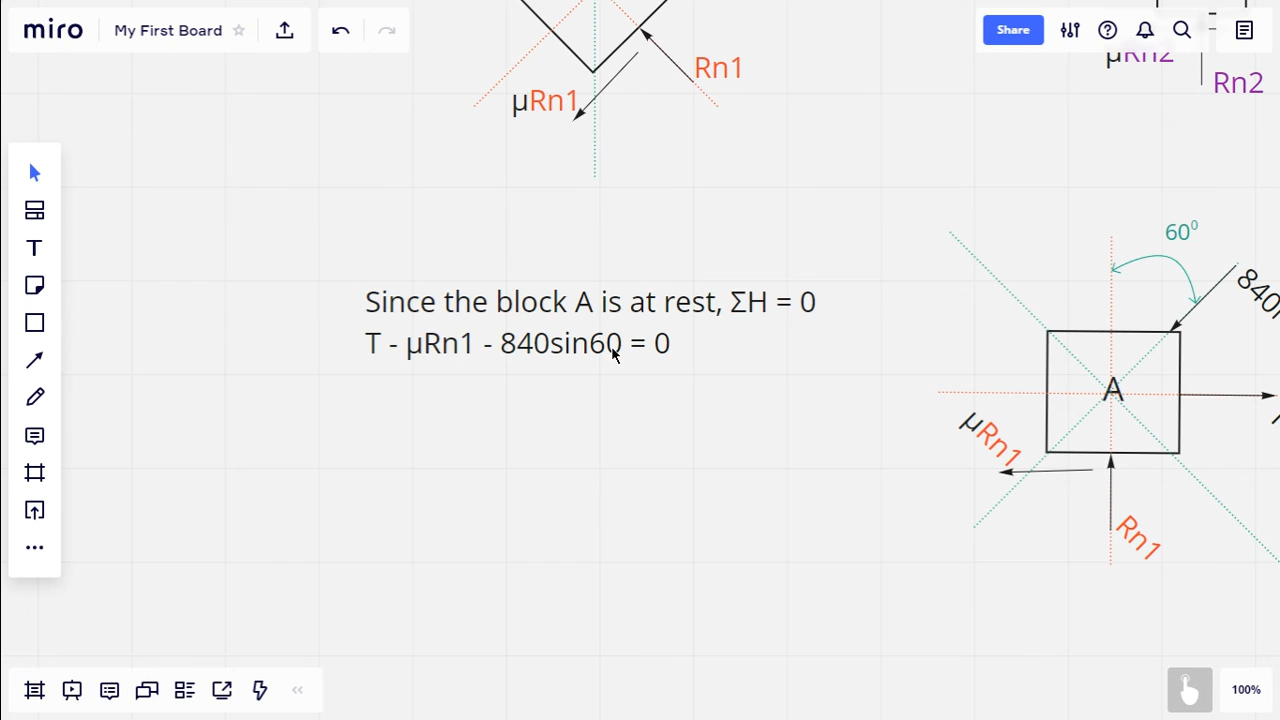 miro
My First Board
Share
Rn1
μRn1
μRn2
Rn2
60⁰
Since the block A is at rest, ΣH = 0
T - μRn1 - 840sin60 = 0
A
μRn1
Rn1
T
100%